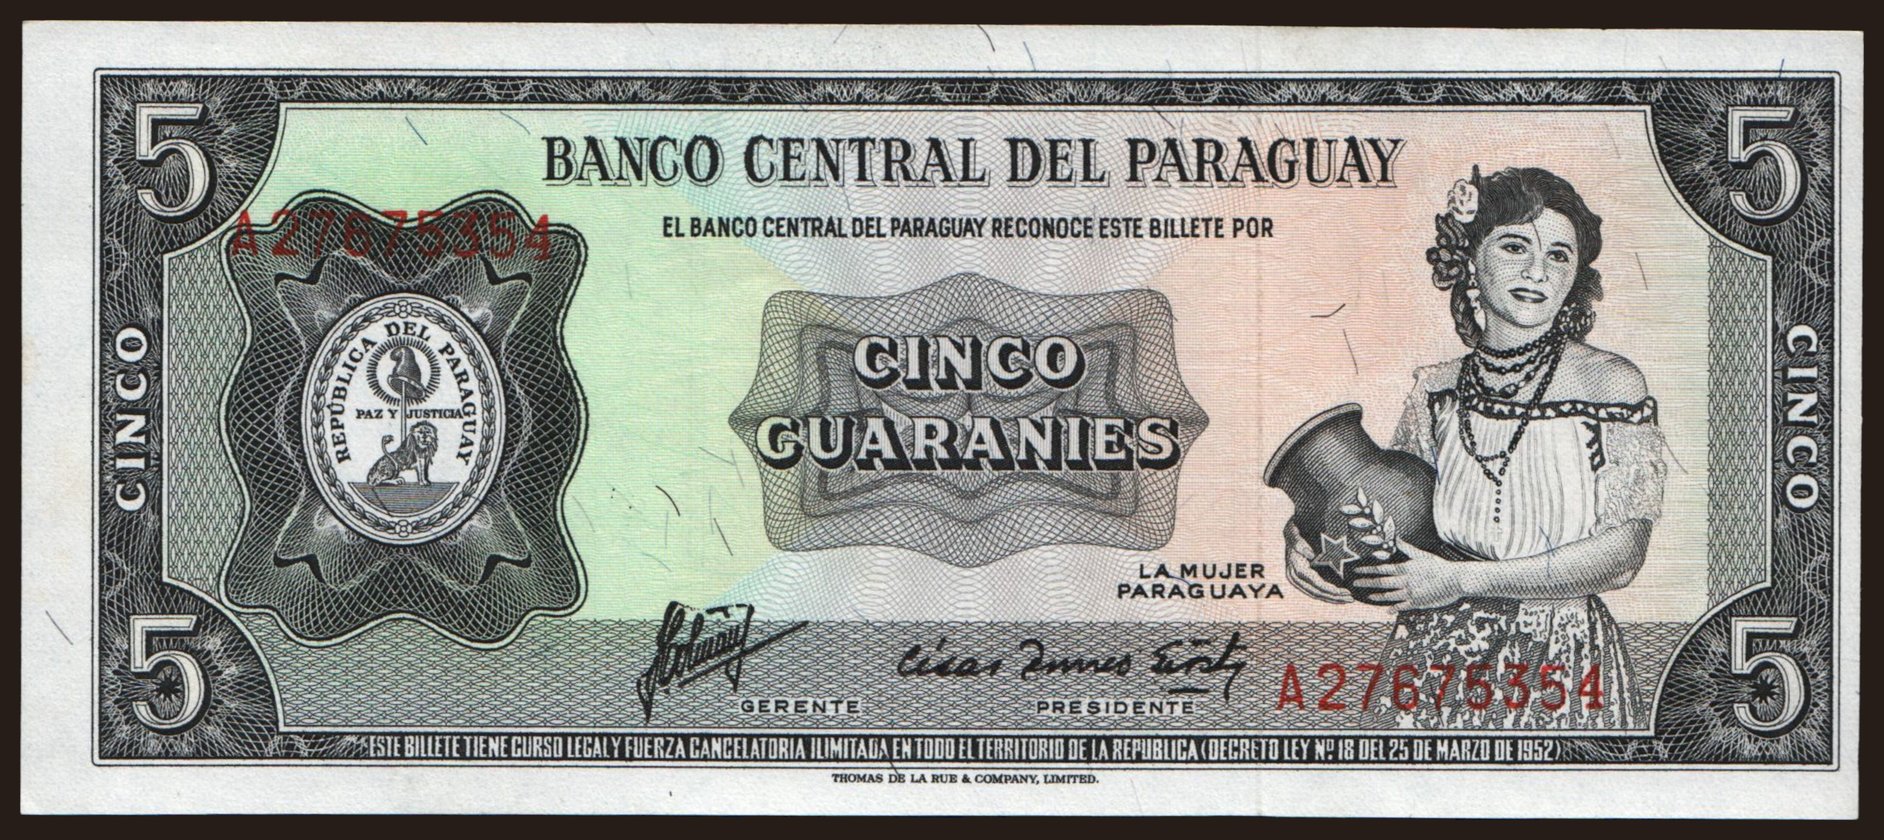 5
5
BANCO CENTRAL DEL PARAGUAY
A27675354
EL BANCO CENTRAL DEL PARAGUAY RECONOCE ESTE BILLETE POR
REPÚBLICA DEL PARAGUAY
PAZ Y JUSTICIA
CINCO
CINCO
GUARANIES
CINCO
LA MUJER
PARAGUAYA
5
5
GERENTE
PRESIDENTE
A27675354
ESTE BILLETE TIENE CURSO LEGAL Y FUERZA CANCELATORIA ILIMITADA EN TODO EL TERRITORIO DE LA REPUBLICA (DECRETO LEY Nº 18 DEL 25 DE MARZO DE 1952)
THOMAS DE LA RUE & COMPANY, LIMITED.